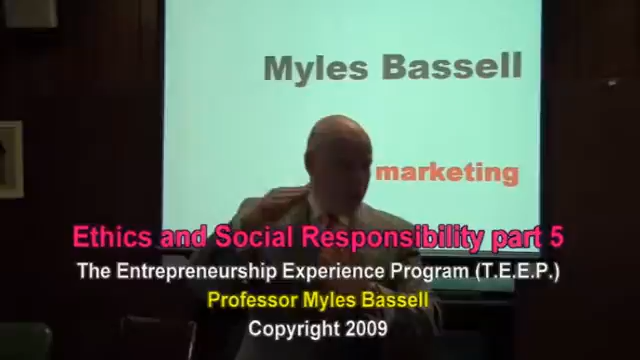 Myles Bassell
marketing
Ethics and Social Responsibility part 5
The Entrepreneurship Experience Program (T.E.E.P.)
Professor Myles Bassell
Copyright 2009